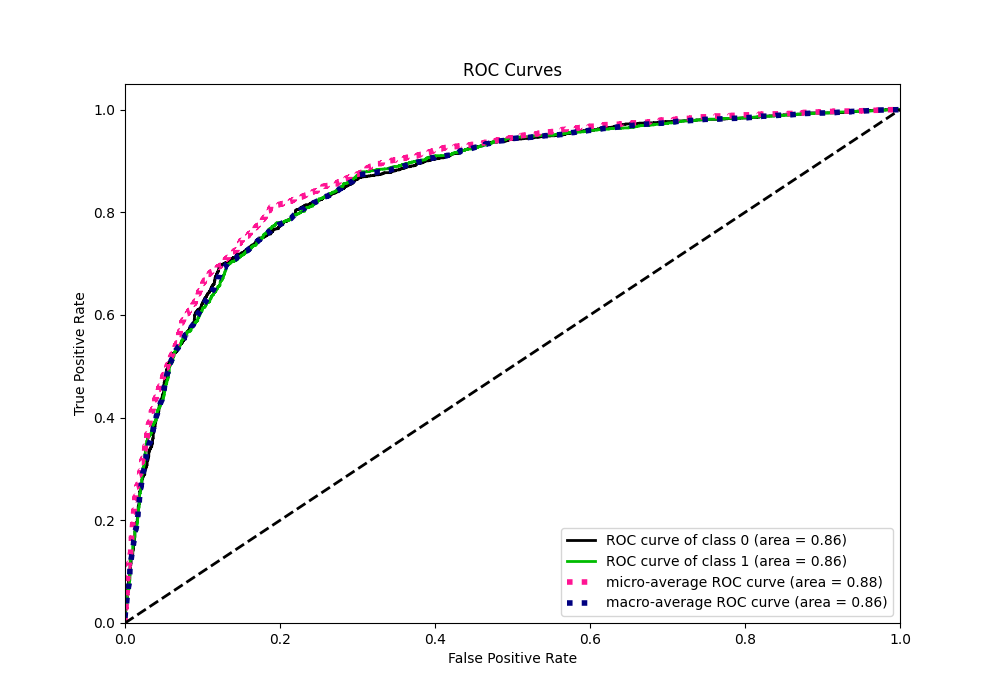 ROC Curves
True Positive Rate
1.0
0.8
0.6
0.4
0.2
0.0
ROC curve of class 0 (area = 0.86)
ROC curve of class 1 (area = 0.86)
micro-average ROC curve (area = 0.88)
macro-average ROC curve (area = 0.86)
0.0 0.2 0.4 0.6 0.8 1.0
False Positive Rate